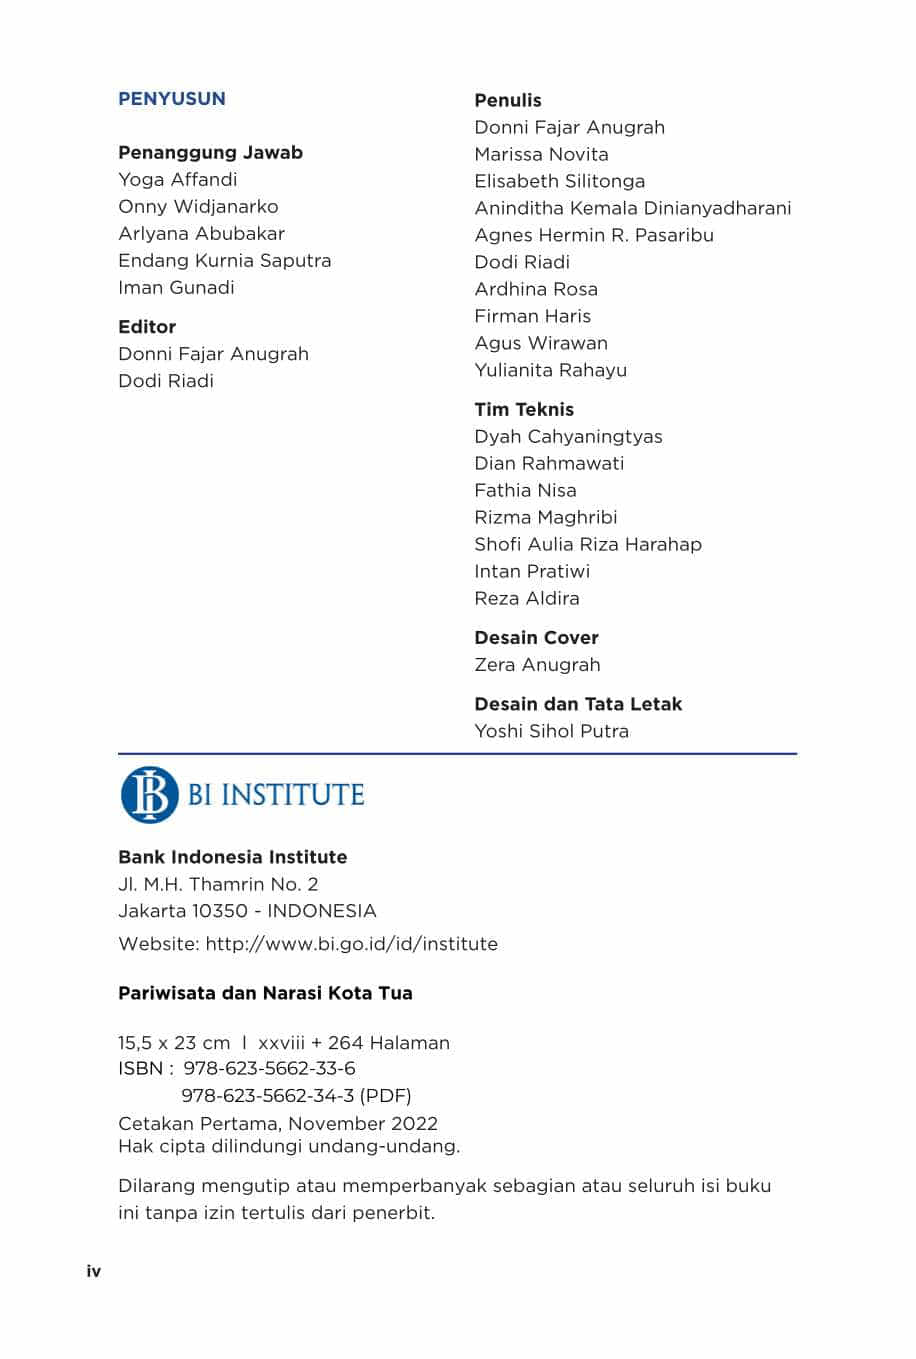 PENYUSUN
Penanggung Jawab
Yoga Affandi
Onny Widjanarko
Arlyana Abubakar
Endang Kurnia Saputra
Iman Gunadi
Editor
Donni Fajar Anugrah
Dodi Riadi
Penulis
Donni Fajar Anugrah
Marissa Novita
Elisabeth Silitonga
Aninditha Kemala Dinianyadharani
Agnes Hermin R. Pasaribu
Dodi Riadi
Ardhina Rosa
Firman Haris
Agus Wirawan
Yulianita Rahayu
Tim Teknis
Dyah Cahyaningtyas
Dian Rahmawati
Fathia Nisa
Rizma Maghribi
Shofi Aulia Riza Harahap
Intan Pratiwi
Reza Aldira
Desain Cover
Zera Anugrah
Desain dan Tata Letak
Yoshi Sihol Putra
BI INSTITUTE
Bank Indonesia Institute
Jl. M.H. Thamrin No. 2
Jakarta 10350 - INDONESIA
Website: http://www.bi.go.id/id/institute
Pariwisata dan Narasi Kota Tua
15,5 x 23 cm l xxviii + 264 Halaman
ISBN : 978-623-5662-33-6
978-623-5662-34-3 (PDF)
Cetakan Pertama, November 2022
Hak cipta dilindungi undang-undang.
Dilarang mengutip atau memperbanyak sebagian atau seluruh isi buku
ini tanpa izin tertulis dari penerbit.
iv